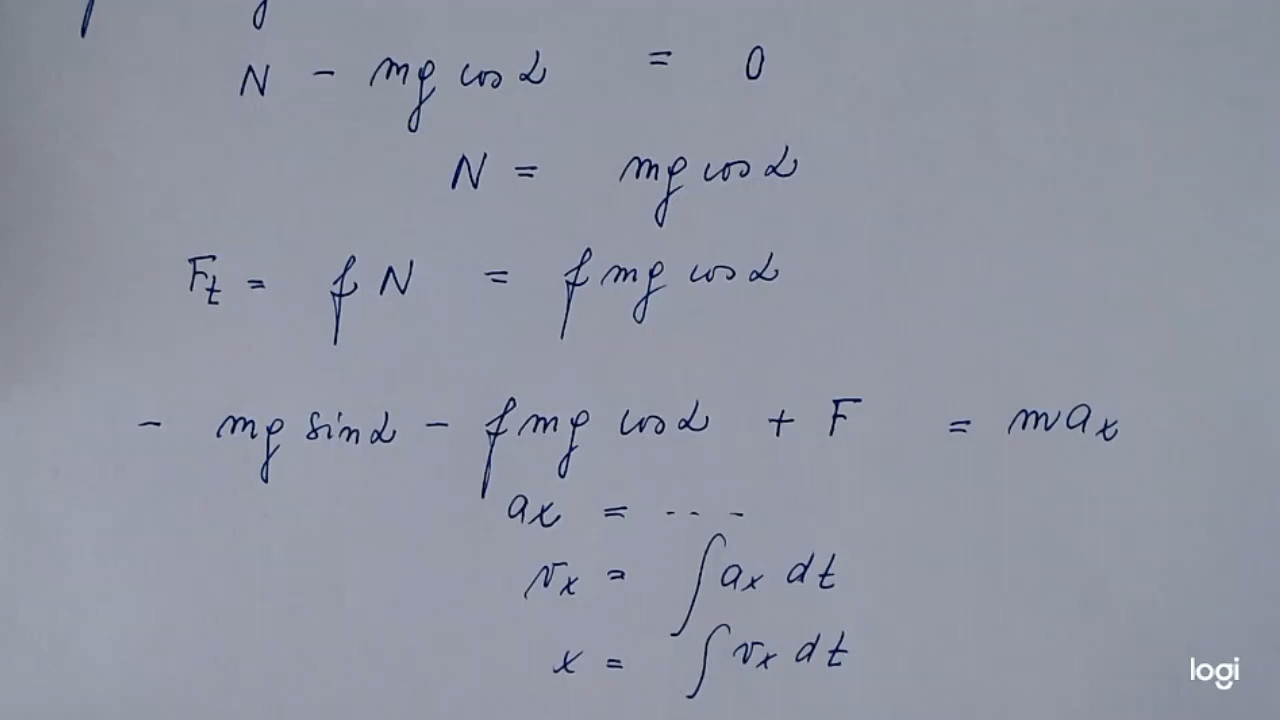 N - mg cos α = 0
N = mg cos α
Ft = f N = f mg cos α
- mg sin α - f mg cos α + F = m ax
ax = ....
vx = ∫ ax dt
x = ∫ vx dt
logi